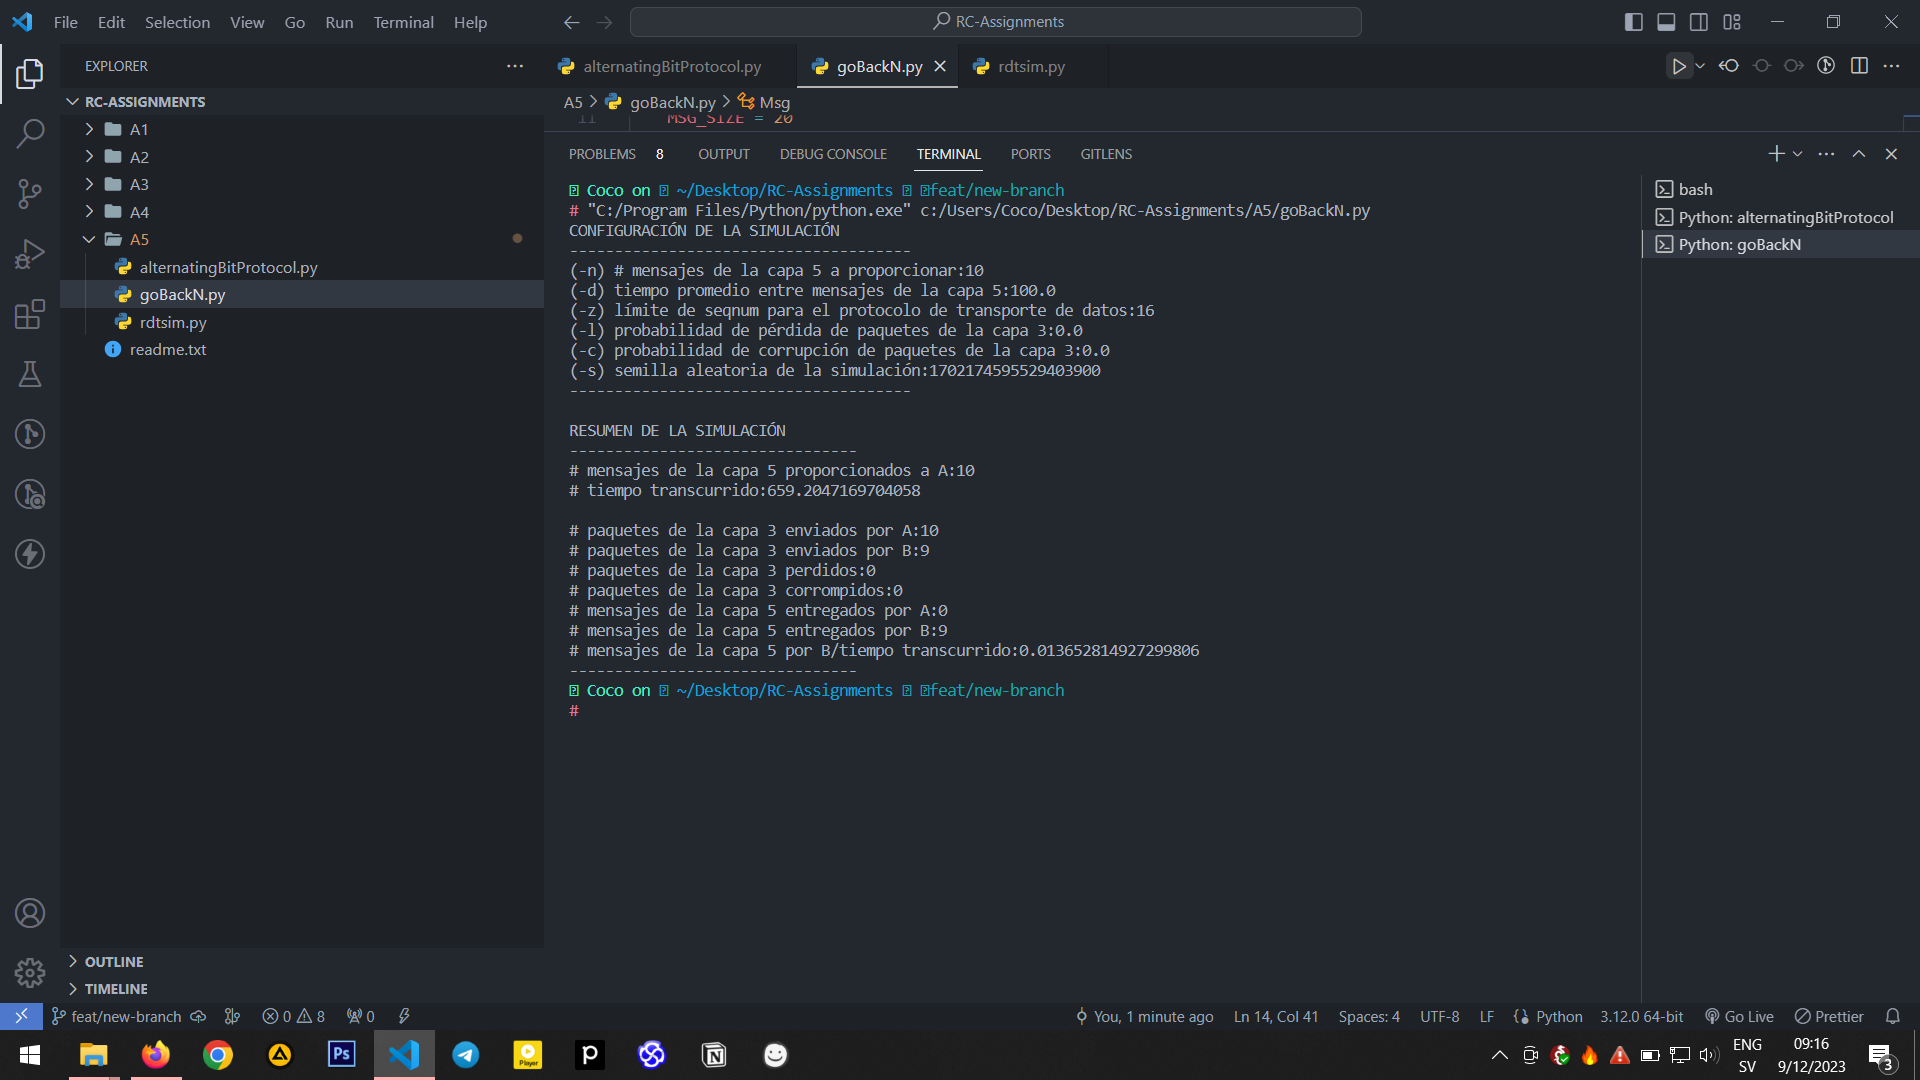 File Edit Selection View Go Run Terminal Help
RC-Assignments
EXPLORER
RC-ASSIGNMENTS
A1
A2
A3
A4
A5
alternatingBitProtocol.py
goBackN.py
rdtsim.py
readme.txt
OUTLINE
TIMELINE
alternatingBitProtocol.py goBackN.py rdtsim.py
A5 > goBackN.py > Msg
11 MSG_SIZE = 20
PROBLEMS 8 OUTPUT DEBUG CONSOLE TERMINAL PORTS GITLENS
Coco on ~/Desktop/RC-Assignments feat/new-branch
# "C:/Program Files/Python/python.exe" c:/Users/Coco/Desktop/RC-Assignments/A5/goBackN.py
CONFIGURACIÓN DE LA SIMULACIÓN
--------------------------------------
(-n) # mensajes de la capa 5 a proporcionar:10
(-d) tiempo promedio entre mensajes de la capa 5:100.0
(-z) límite de seqnum para el protocolo de transporte de datos:16
(-l) probabilidad de pérdida de paquetes de la capa 3:0.0
(-c) probabilidad de corrupción de paquetes de la capa 3:0.0
(-s) semilla aleatoria de la simulación:1702174595529403900
--------------------------------------
RESUMEN DE LA SIMULACIÓN
--------------------------------
# mensajes de la capa 5 proporcionados a A:10
# tiempo transcurrido:659.2047169704058
# paquetes de la capa 3 enviados por A:10
# paquetes de la capa 3 enviados por B:9
# paquetes de la capa 3 perdidos:0
# paquetes de la capa 3 corrompidos:0
# mensajes de la capa 5 entregados por A:0
# mensajes de la capa 5 entregados por B:9
# mensajes de la capa 5 por B/tiempo transcurrido:0.013652814927299806
--------------------------------
Coco on ~/Desktop/RC-Assignments feat/new-branch
#
bash
Python: alternatingBitProtocol
Python: goBackN
feat/new-branch 0 8 0 You, 1 minute ago Ln 14, Col 41 Spaces: 4 UTF-8 LF Python 3.12.0 64-bit Go Live Prettier
Ps Player
ENG
SV
09:16
9/12/2023
3